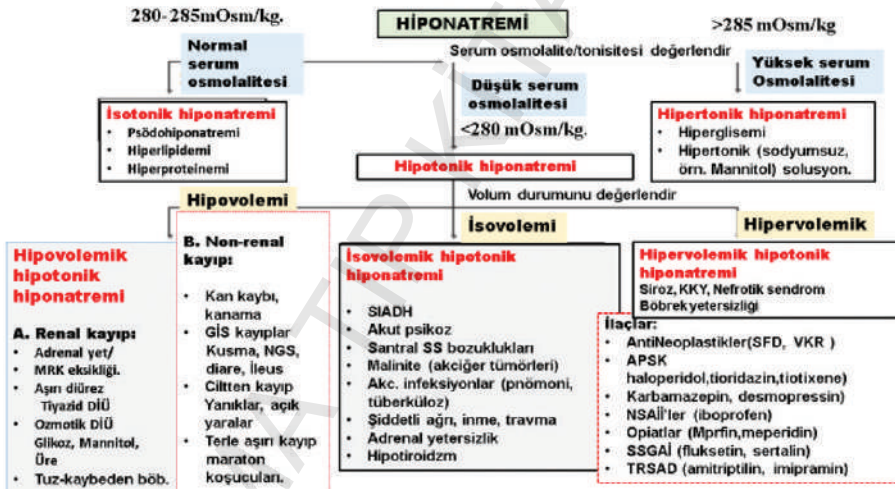 280-285mOsm/kg.
HİPONATREMİ
>285 mOsm/kg
Serum osmolalite/tonisitesi değerlendir
Normal
serum
osmolalitesi
Düşük serum
osmolalitesi
<280 mOsm/kg.
Yüksek serum
Osmolalite
İsotonik hiponatremi
• Psödohiponatremi
• Hiperlipidemi
• Hiperproteinemi
Hipotonik hiponatremi
Hipertonik hiponatremi
• Hiperglisemi
• Hipertonik (sodyumsuz,
örn. Mannitol) solusyon.
Volum durumunu değerlendir
Hipovolemi
İsovolemi
Hipervolemik
Hipovolemik
hipotonik
hiponatremi
A. Renal kayıp:
• Adrenal yet/
• MRK eksikliği.
• Aşırı diürez
Tiyazid DİÜ
• Ozmotik DİÜ
Glikoz, Mannitol,
Üre
• Tuz-kaybeden böb.
B. Non-renal
kayıp:
• Kan kaybı,
kanama
• GİS kayıplar
Kusma, NGS,
diare, İleus
• Ciltten kayıp
Yanıklar, açık
yaralar
• Terle aşırı kayıp
maraton
koşucuları.
İsovolemik hipotonik
hiponatremi)
• SIADH
• Akut psikoz
• Santral SS bozuklukları
• Malinite (akciğer tümörleri)
• Akc. infeksiyonlar (pnömoni,
tüberküloz)
• Şiddetli ağrı, inme, travma
• Adrenal yetersizlik
• Hipotiroidzm
Hipervolemik hipotonik
hiponatremi)
Siroz, KKY, Nefrotik sendrom
Böbrek yetersizliği
İlaçlar:
• AntiNeoplastikler(SFD, VKR )
• APSK
haloperidol,tioridazin,tiotixene)
• Karbamazepin, desmopressin)
• NSAİİ'ler (iboprofen)
• Opiatlar (Mprfin,meperidin)
• SSGAİ (fluksetin, sertalin)
• TRSAD (amitriptilin, imipramin)